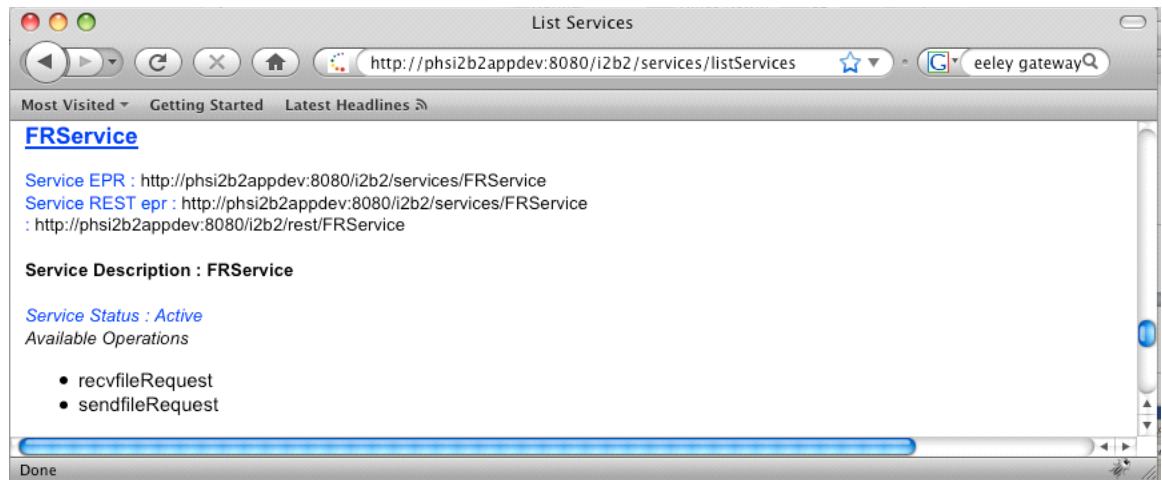 List Services
http://phsi2b2appdev:8080/i2b2/services/listServices
G
eeley gateway
Most Visited
Getting Started
Latest Headlines
FRService
Service EPR : http://phsi2b2appdev:8080/i2b2/services/FRService
Service REST epr : http://phsi2b2appdev:8080/i2b2/services/FRService
: http://phsi2b2appdev:8080/i2b2/rest/FRService
Service Description : FRService
Service Status : Active
Available Operations
• recvfileRequest
• sendfileRequest
Done